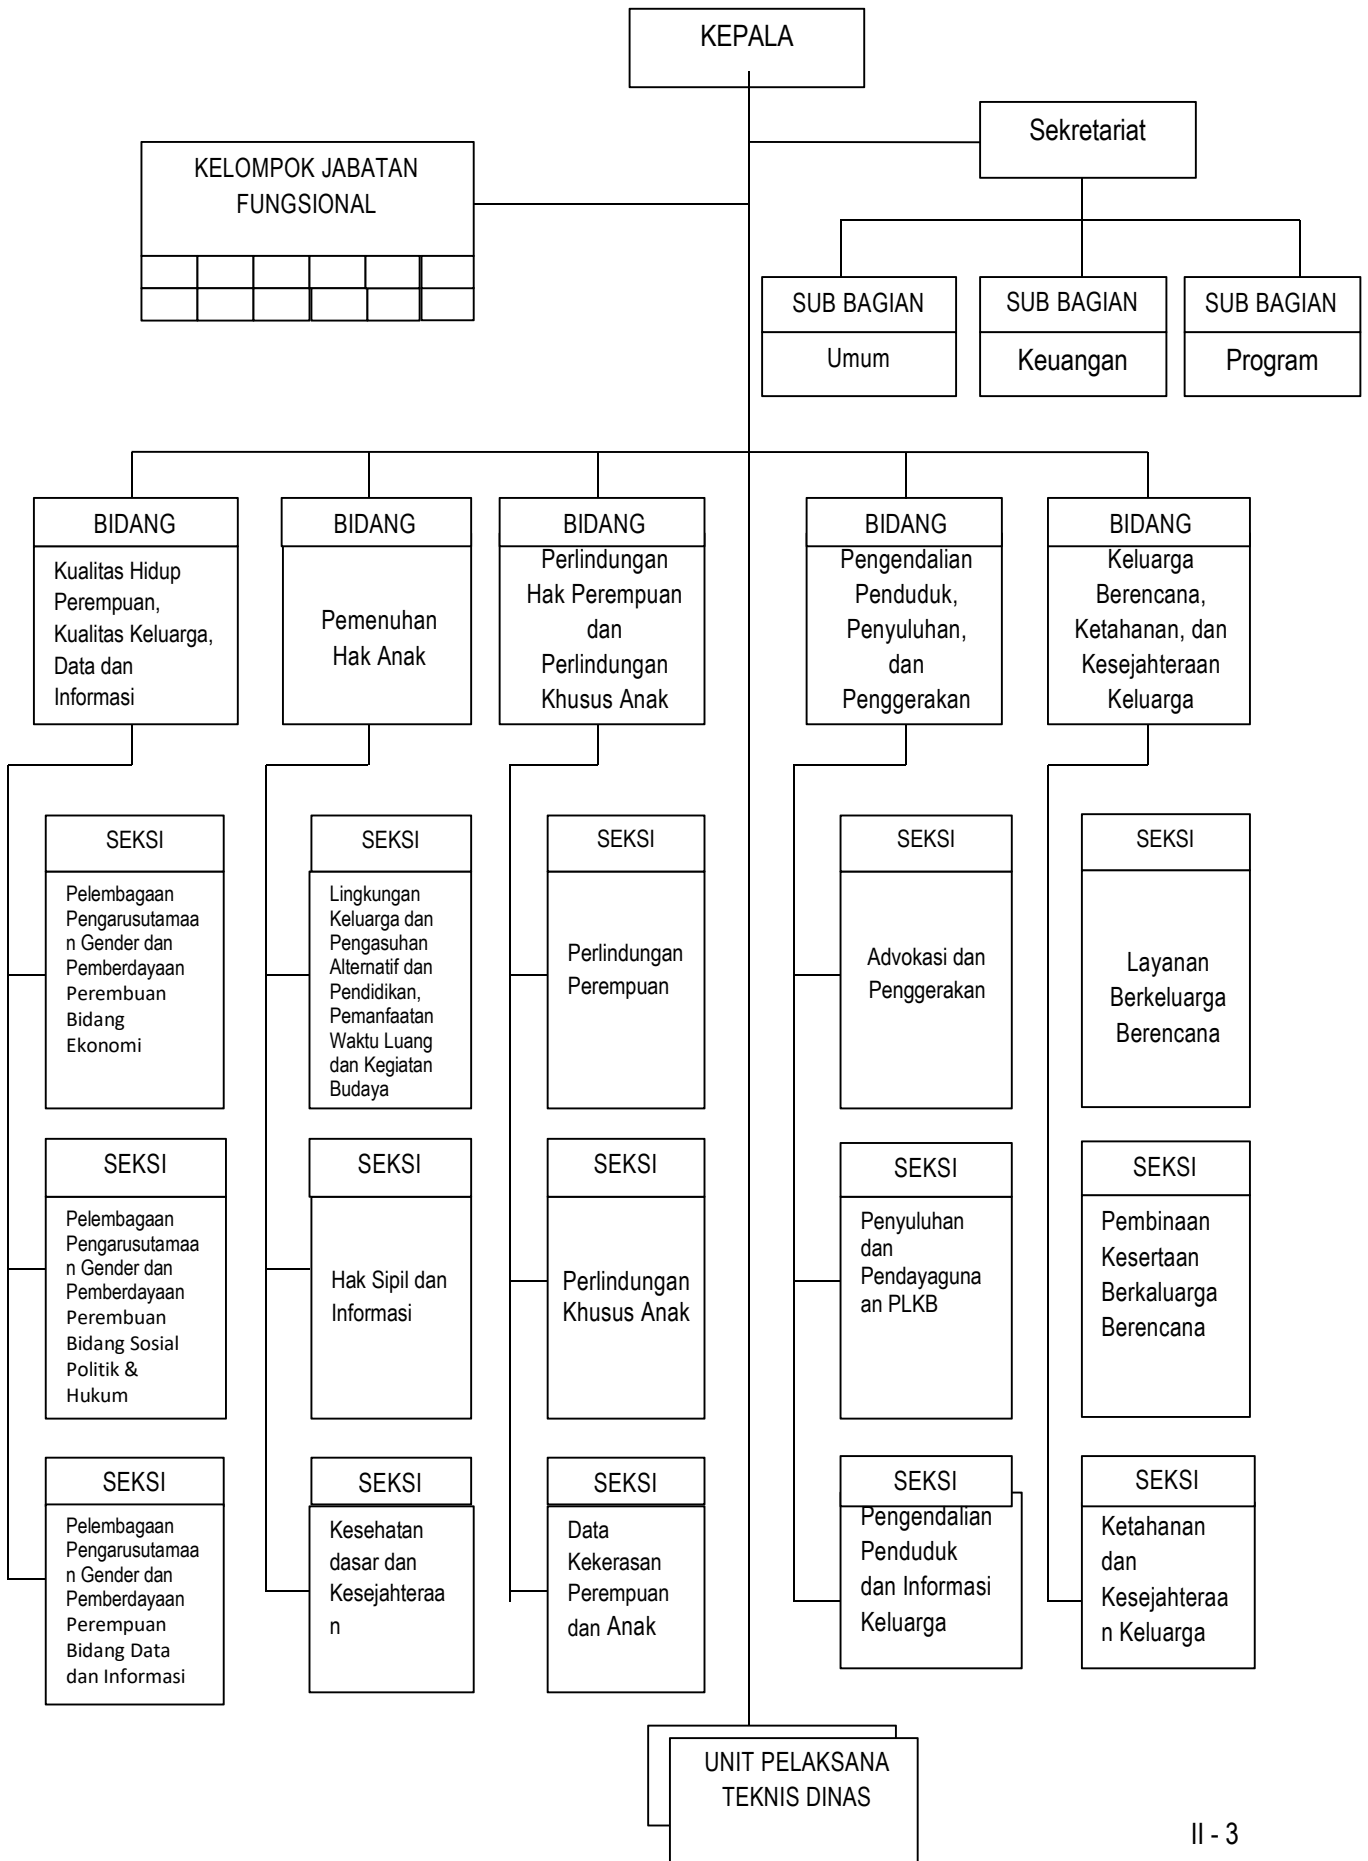 KEPALA
Sekretariat
KELOMPOK JABATAN
FUNGSIONAL
SUB BAGIAN
Umum
SUB BAGIAN
Keuangan
SUB BAGIAN
Program
BIDANG
Kualitas Hidup
Perempuan,
Kualitas Keluarga,
Data dan
Informasi
BIDANG
Pemenuhan
Hak Anak
BIDANG
Perlindungan
Hak Perempuan
dan
Perlindungan
Khusus Anak
BIDANG
Pengendalian
Penduduk,
Penyuluhan,
dan
Penggerakan
BIDANG
Keluarga
Berencana,
Ketahanan, dan
Kesejahteraan
Keluarga
SEKSI
Pelembagaan
Pengarusutamaa
n Gender dan
Pemberdayaan
Perembuan
Bidang
Ekonomi
SEKSI
Lingkungan
Keluarga dan
Pengasuhan
Alternatif dan
Pendidikan,
Pemanfaatan
Waktu Luang
dan Kegiatan
Budaya
SEKSI
Perlindungan
Perempuan
SEKSI
Advokasi dan
Penggerakan
SEKSI
Layanan
Berkeluarga
Berencana
SEKSI
Pelembagaan
Pengarusutamaa
n Gender dan
Pemberdayaan
Perembuan
Bidang Sosial
Politik &
Hukum
SEKSI
Hak Sipil dan
Informasi
SEKSI
Perlindungan
Khusus Anak
SEKSI
Penyuluhan
dan
Pendayaguna
an PLKB
SEKSI
Pembinaan
Kesertaan
Berkaluarga
Berencana
SEKSI
Pelembagaan
Pengarusutamaa
n Gender dan
Pemberdayaan
Perempuan
Bidang Data
dan Informasi
SEKSI
Kesehatan
dasar dan
Kesejahteraa
n
SEKSI
Data
Kekerasan
Perempuan
dan Anak
SEKSI
Pengendalian
Penduduk
dan Informasi
Keluarga
SEKSI
Ketahanan
dan
Kesejahteraa
n Keluarga
UNIT PELAKSANA
TEKNIS DINAS
II - 3